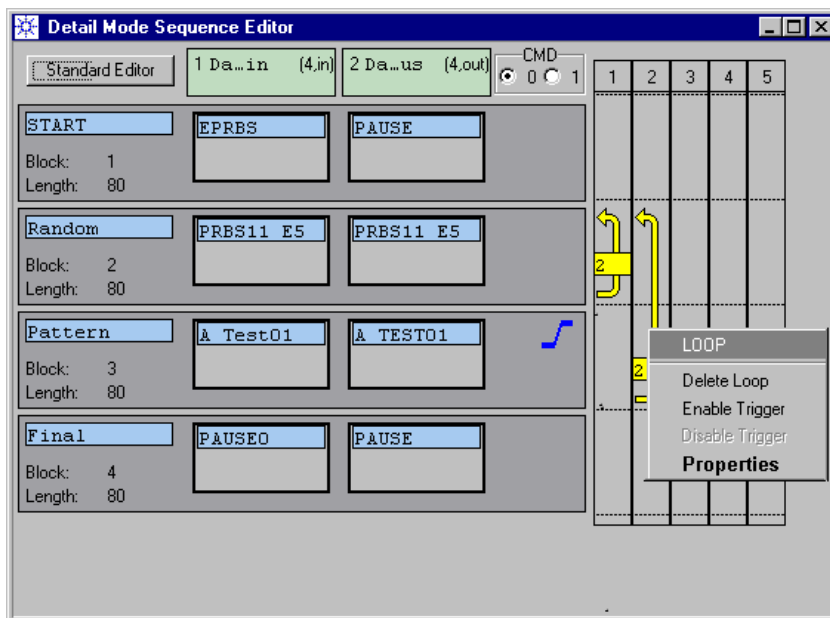 Detail Mode Sequence Editor
Standard Editor
1 Da…in (4,in)
2 Da…us (4,out)
CMD
0 1
1 2 3 4 5
START
EPRBS
PAUSE
Block: 1
Length: 80
Random
PRBS11 E5
PRBS11 E5
Block: 2
Length: 80
2
Pattern
A Test01
A TEST01
Block: 3
Length: 80
2
LOOP
Delete Loop
Enable Trigger
Disable Trigger
Properties
Final
PAUSE0
PAUSE
Block: 4
Length: 80